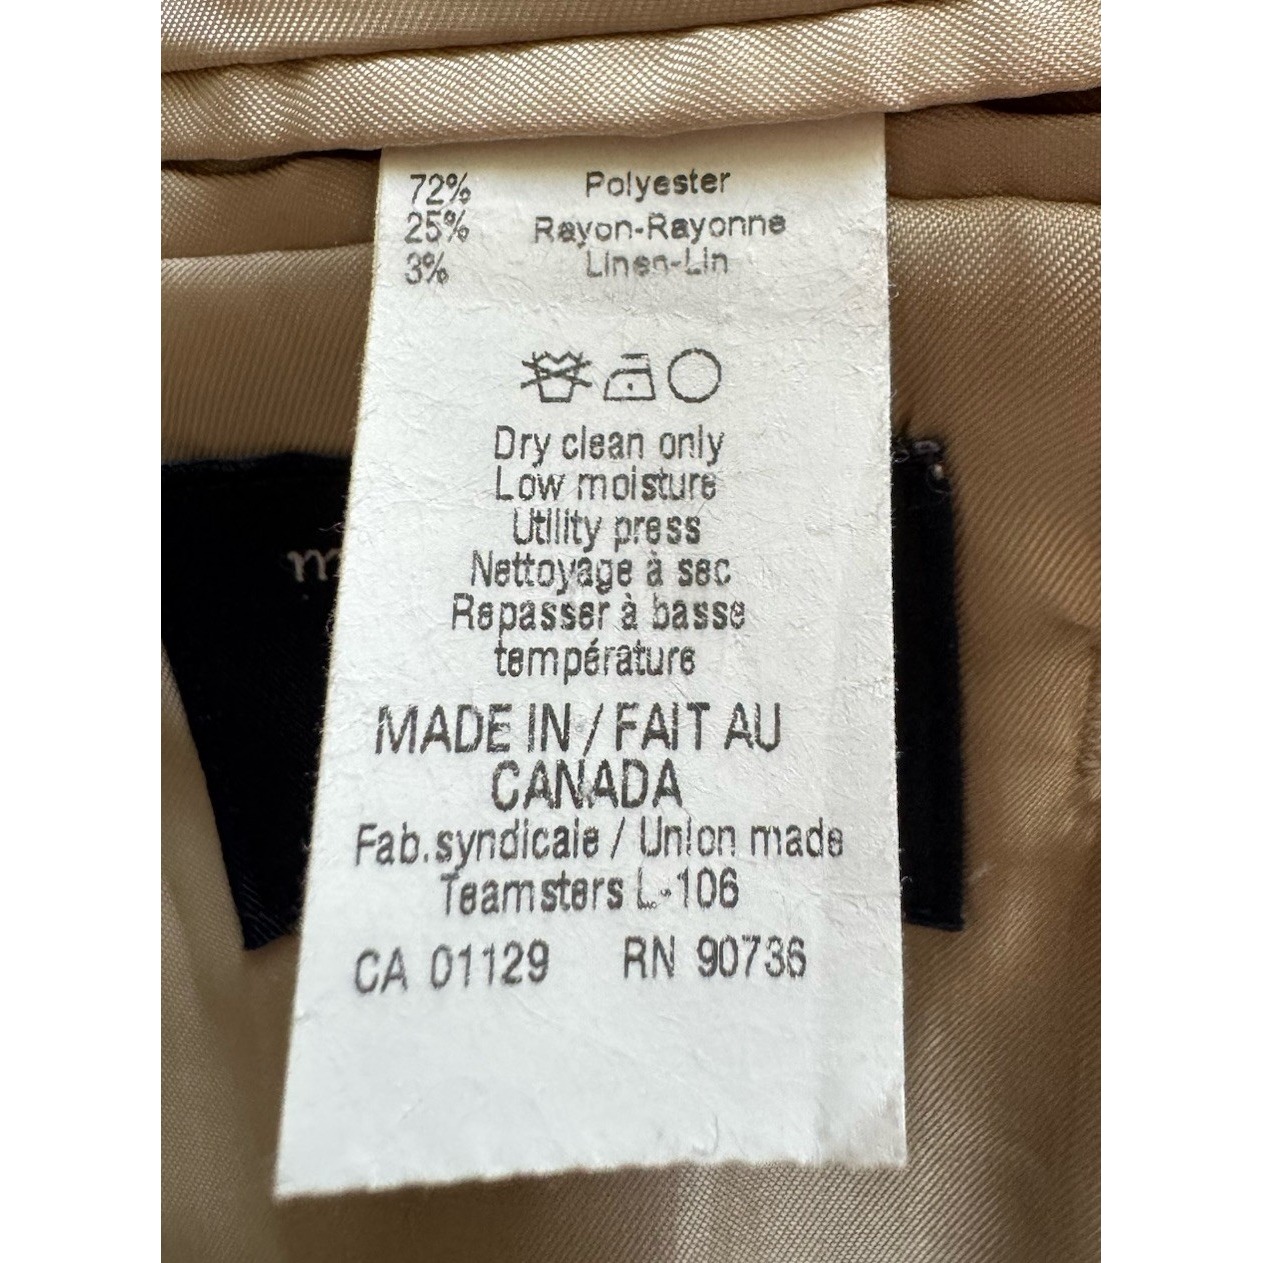 72% Polyester
25% Rayon-Rayonne
3% Linen-Lin
Dry clean only
Low moisture
Utility press
Nettoyage à sec
Repasser à basse
température
MADE IN / FAIT AU
CANADA
Fab.syndicale / Union made
Teamsters L-106
CA 01129 RN 90736